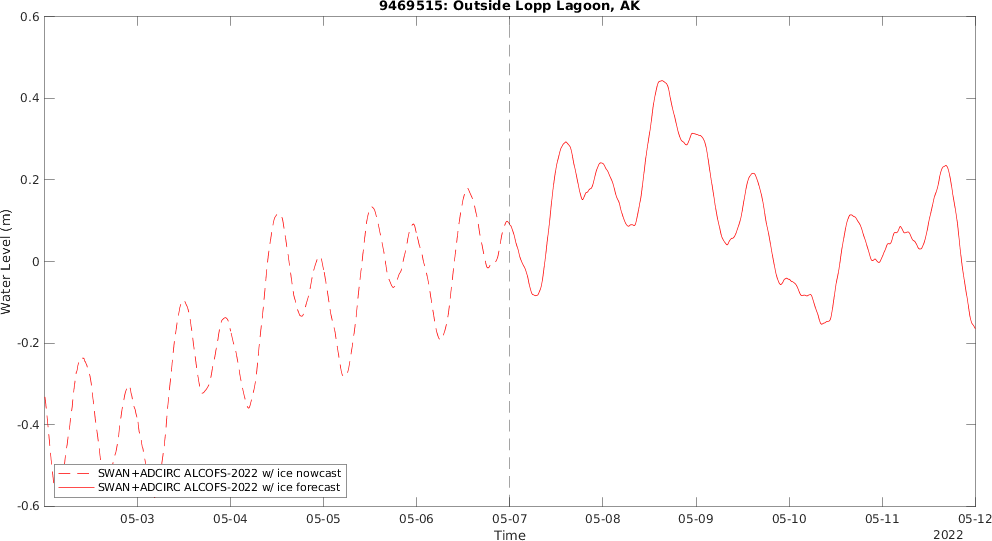 9469515: Outside Lopp Lagoon, AK
0.6
0.4
0.2
0
-0.2
-0.4
-0.6
Water Level (m)
SWAN+ADCIRC ALCOFS-2022 w/ ice nowcast
SWAN+ADCIRC ALCOFS-2022 w/ ice forecast
05-03 05-04 05-05 05-06 05-07 05-08 05-09 05-10 05-11 05-12
Time
2022